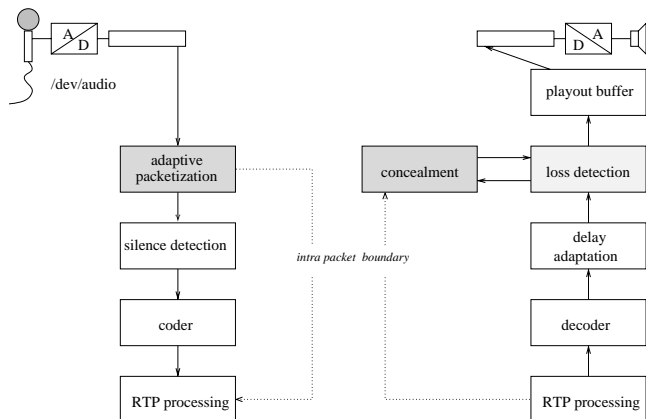 A
D
/dev/audio
adaptive
packetization
silence detection
coder
RTP processing
intra packet boundary
D
A
playout buffer
concealment
loss detection
delay
adaptation
decoder
RTP processing